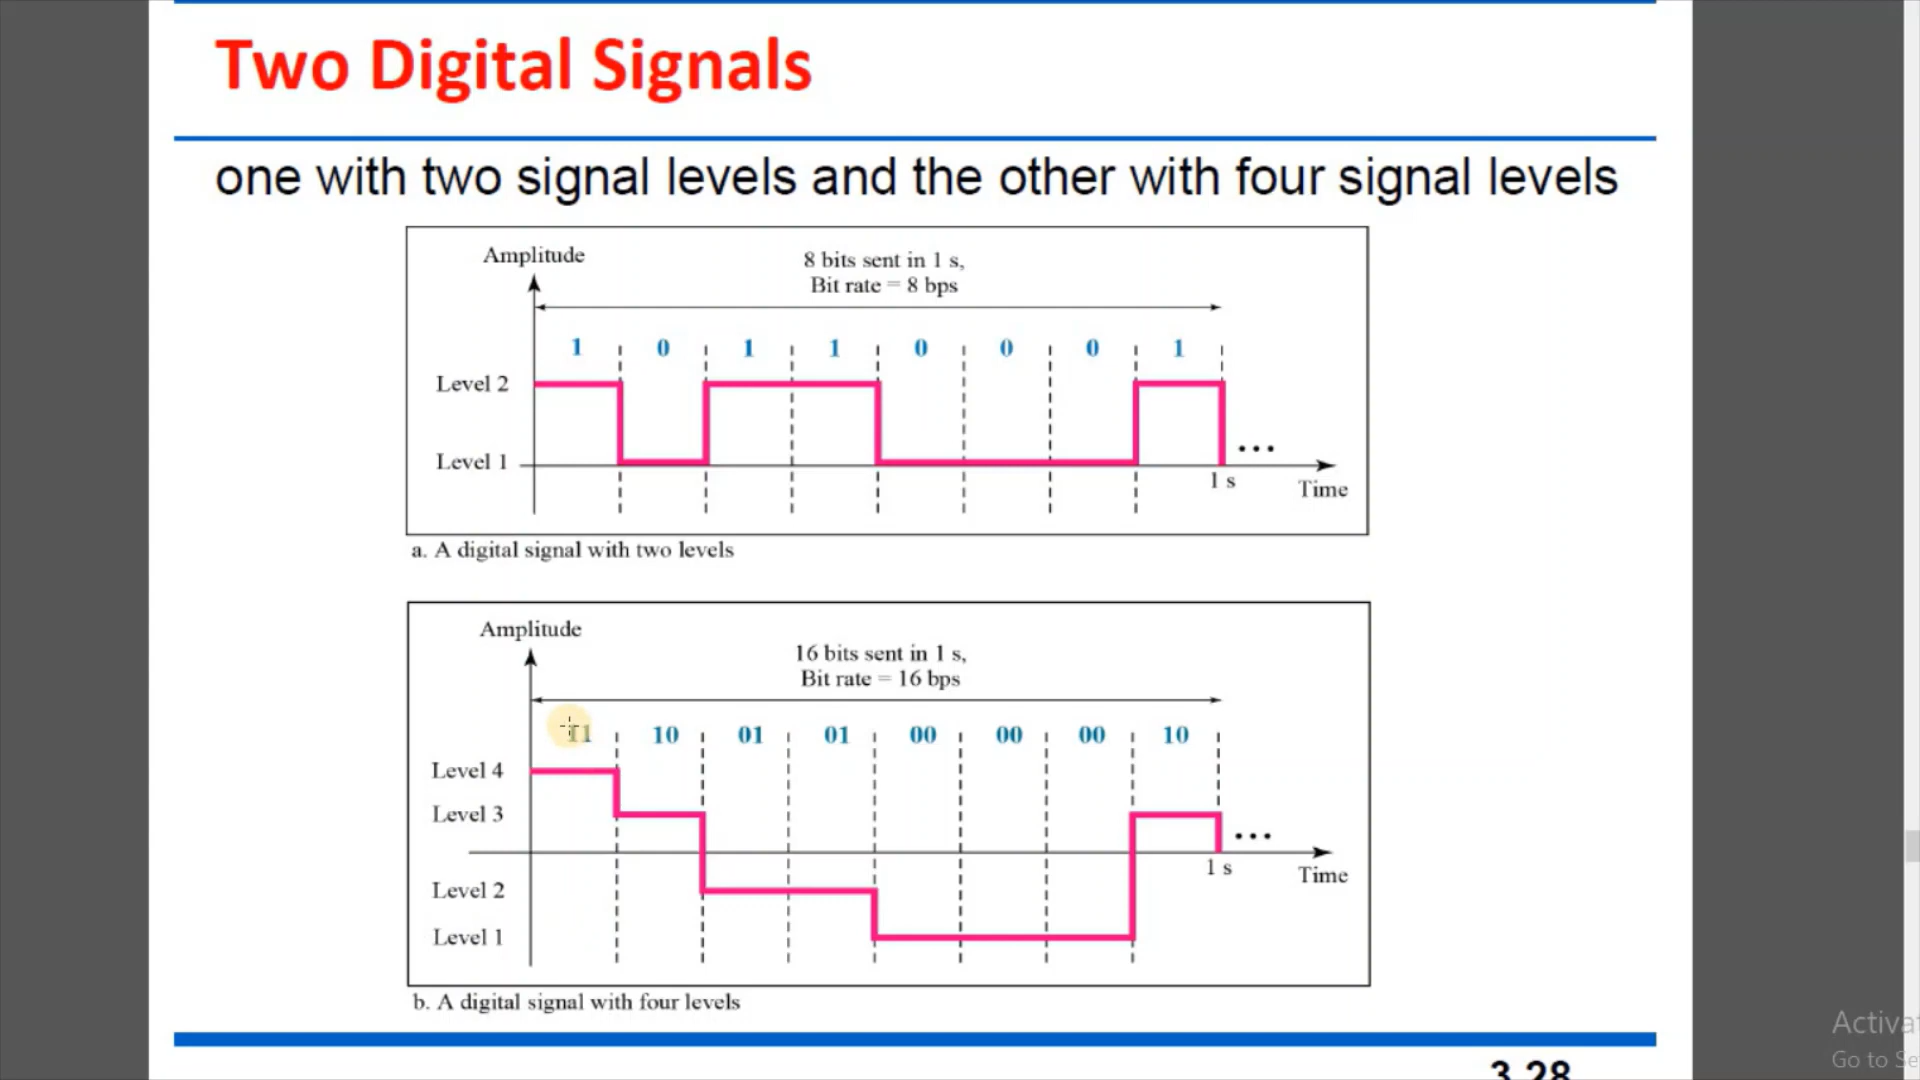 Two Digital Signals
one with two signal levels and the other with four signal levels
Amplitude
8 bits sent in 1 s,
Bit rate = 8 bps
1 0 1 1 0 0 0 1
Level 2
Level 1
...
1 s
Time
a. A digital signal with two levels
Amplitude
16 bits sent in 1 s,
Bit rate = 16 bps
11 10 01 01 00 00 00 10
Level 4
Level 3
...
1 s
Time
Level 2
Level 1
b. A digital signal with four levels
3.28
Go to